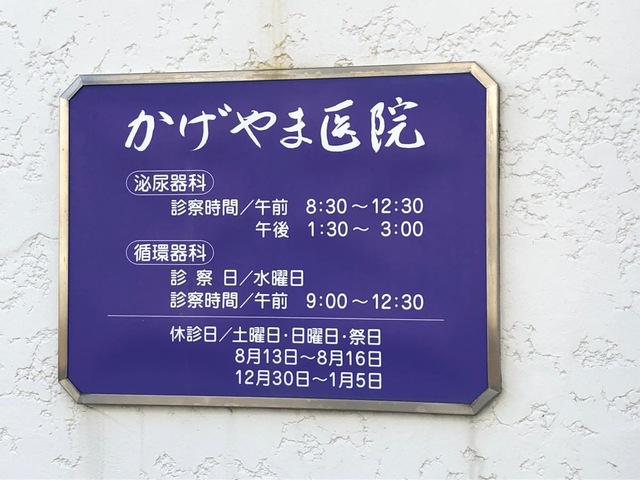 かげやま医院
泌尿器科
診察時間/午前 8:30~12:30
午後 1:30~ 3:00
循環器科
診察日/水曜日
診察時間/午前 9:00~12:30
休診日/土曜日・日曜日・祭日
8月13日~8月16日
12月30日~1月5日